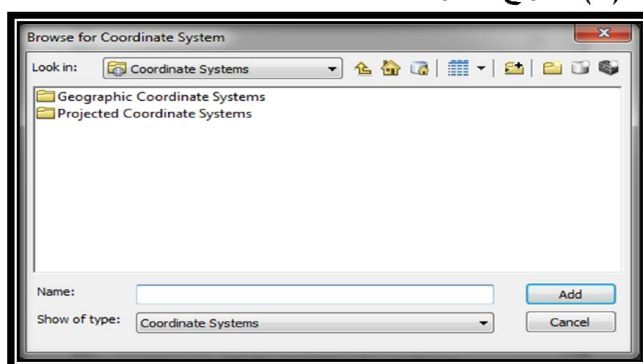 Browse for Coordinate System
Look in: Coordinate Systems
Geographic Coordinate Systems
Projected Coordinate Systems
Name: Add
Show of type: Coordinate Systems Cancel